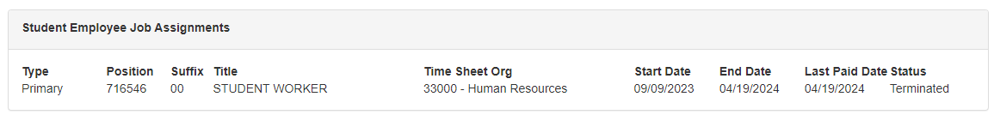 Student Employee Job Assignments
Type Position Suffix Title Time Sheet Org Start Date End Date Last Paid Date Status
Primary 716546 00 STUDENT WORKER 33000 - Human Resources 09/09/2023 04/19/2024 04/19/2024 Terminated